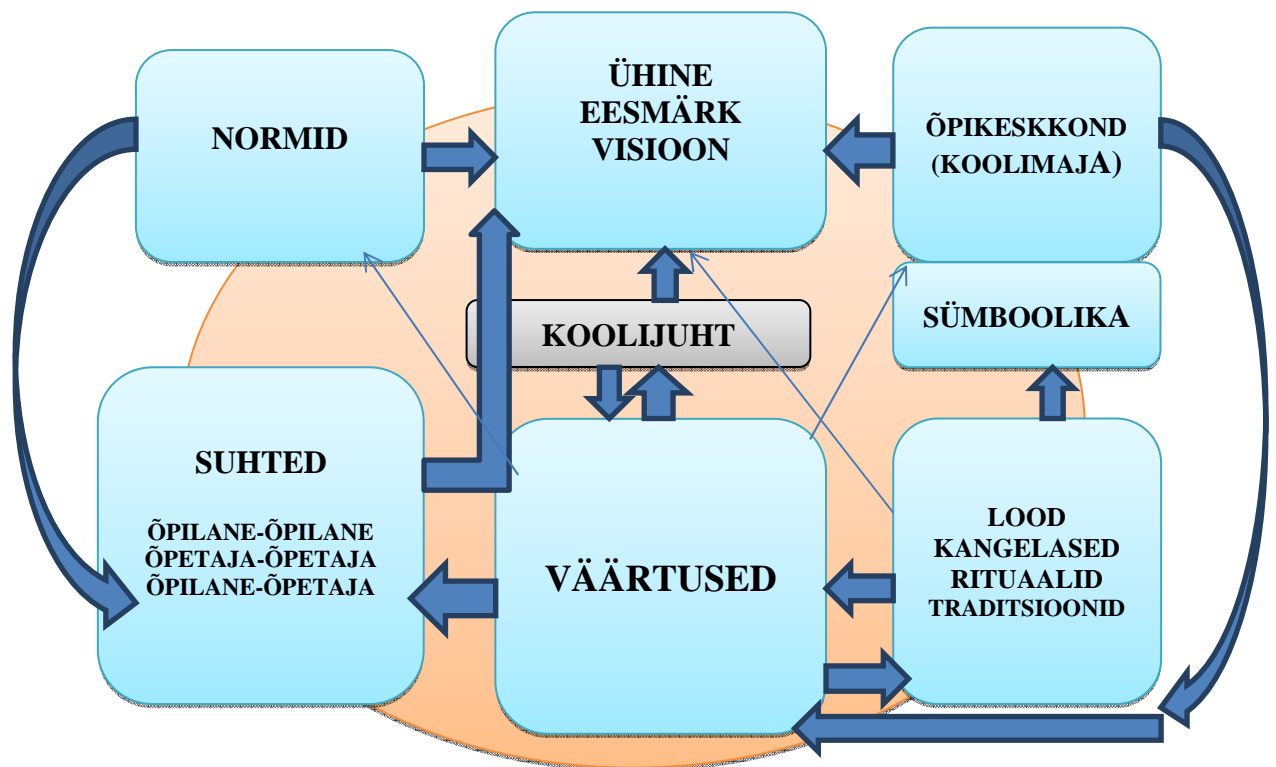 NORMID
ÜHINE
EESMÄRK
VISIOON
ÕPIKESKKOND
(KOOLIMAJA)
SÜMBOOLIKA
KOOLIJUHT
SUHTED
ÕPILANE-ÕPILANE
ÕPETAJA-ÕPETAJA
ÕPILANE-ÕPETAJA
VÄÄRTUSED
LOOD
KANGELASED
RITUAALID
TRADITSIOONID